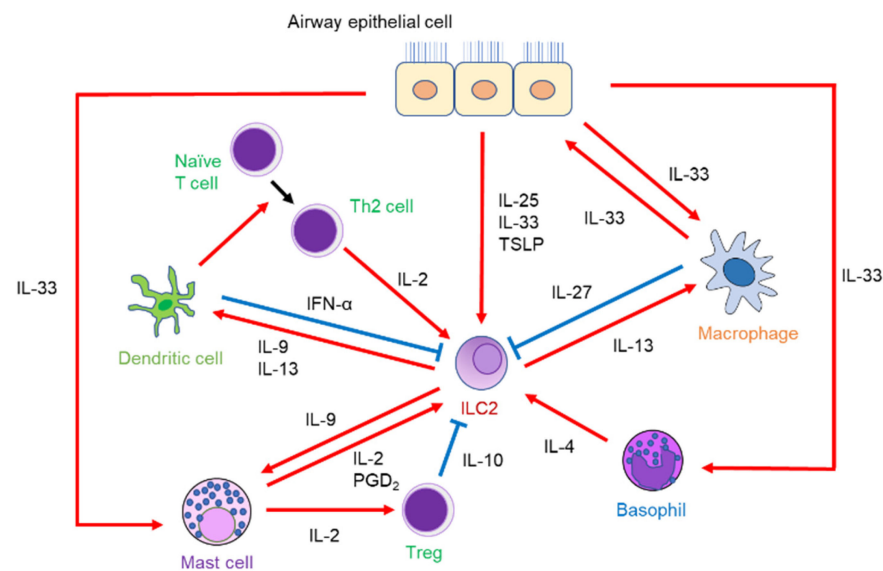 Airway epithelial cell
Naïve
T cell
Th2 cell
IL-25
IL-33
TSLP
IL-33
IL-33
IL-33
IL-2
IL-33
IL-27
IFN-α
Macrophage
Dendritic cell
IL-9
IL-13
IL-13
ILC2
IL-9
IL-2
PGD₂
IL-10
IL-4
Basophil
IL-2
Mast cell
Treg